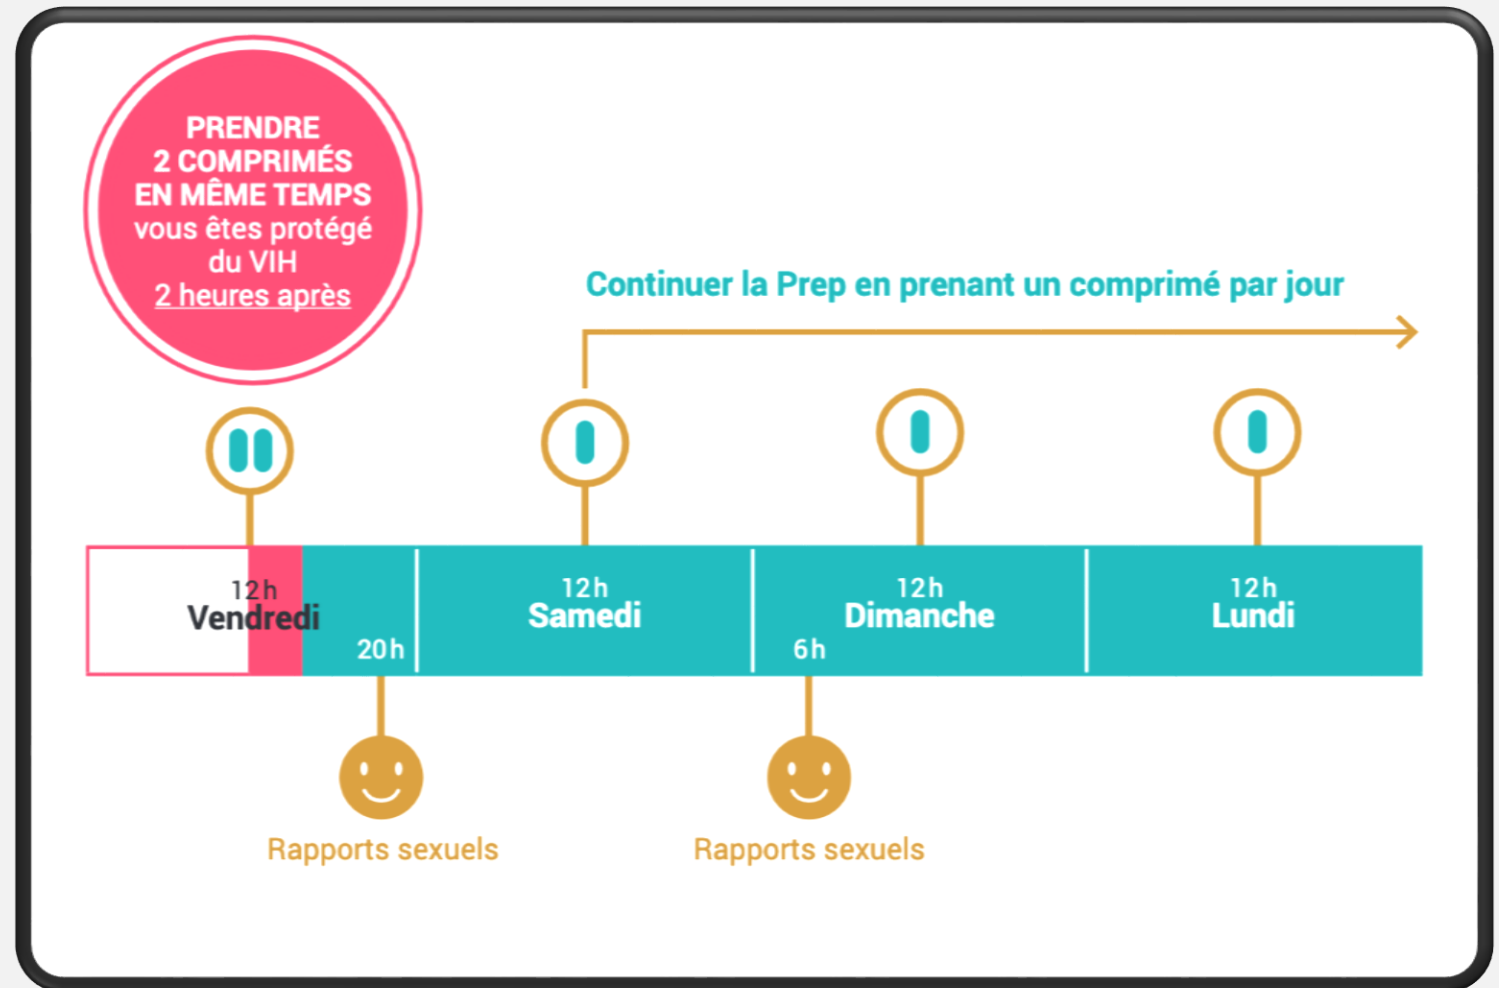 PRENDRE
2 COMPRIMÉS
EN MÊME TEMPS
vous êtes protégé
du VIH
2 heures après
Continuer la Prep en prenant un comprimé par jour
12h
Vendredi
20h
12h
Samedi
6h
12h
Dimanche
12h
Lundi
Rapports sexuels
Rapports sexuels